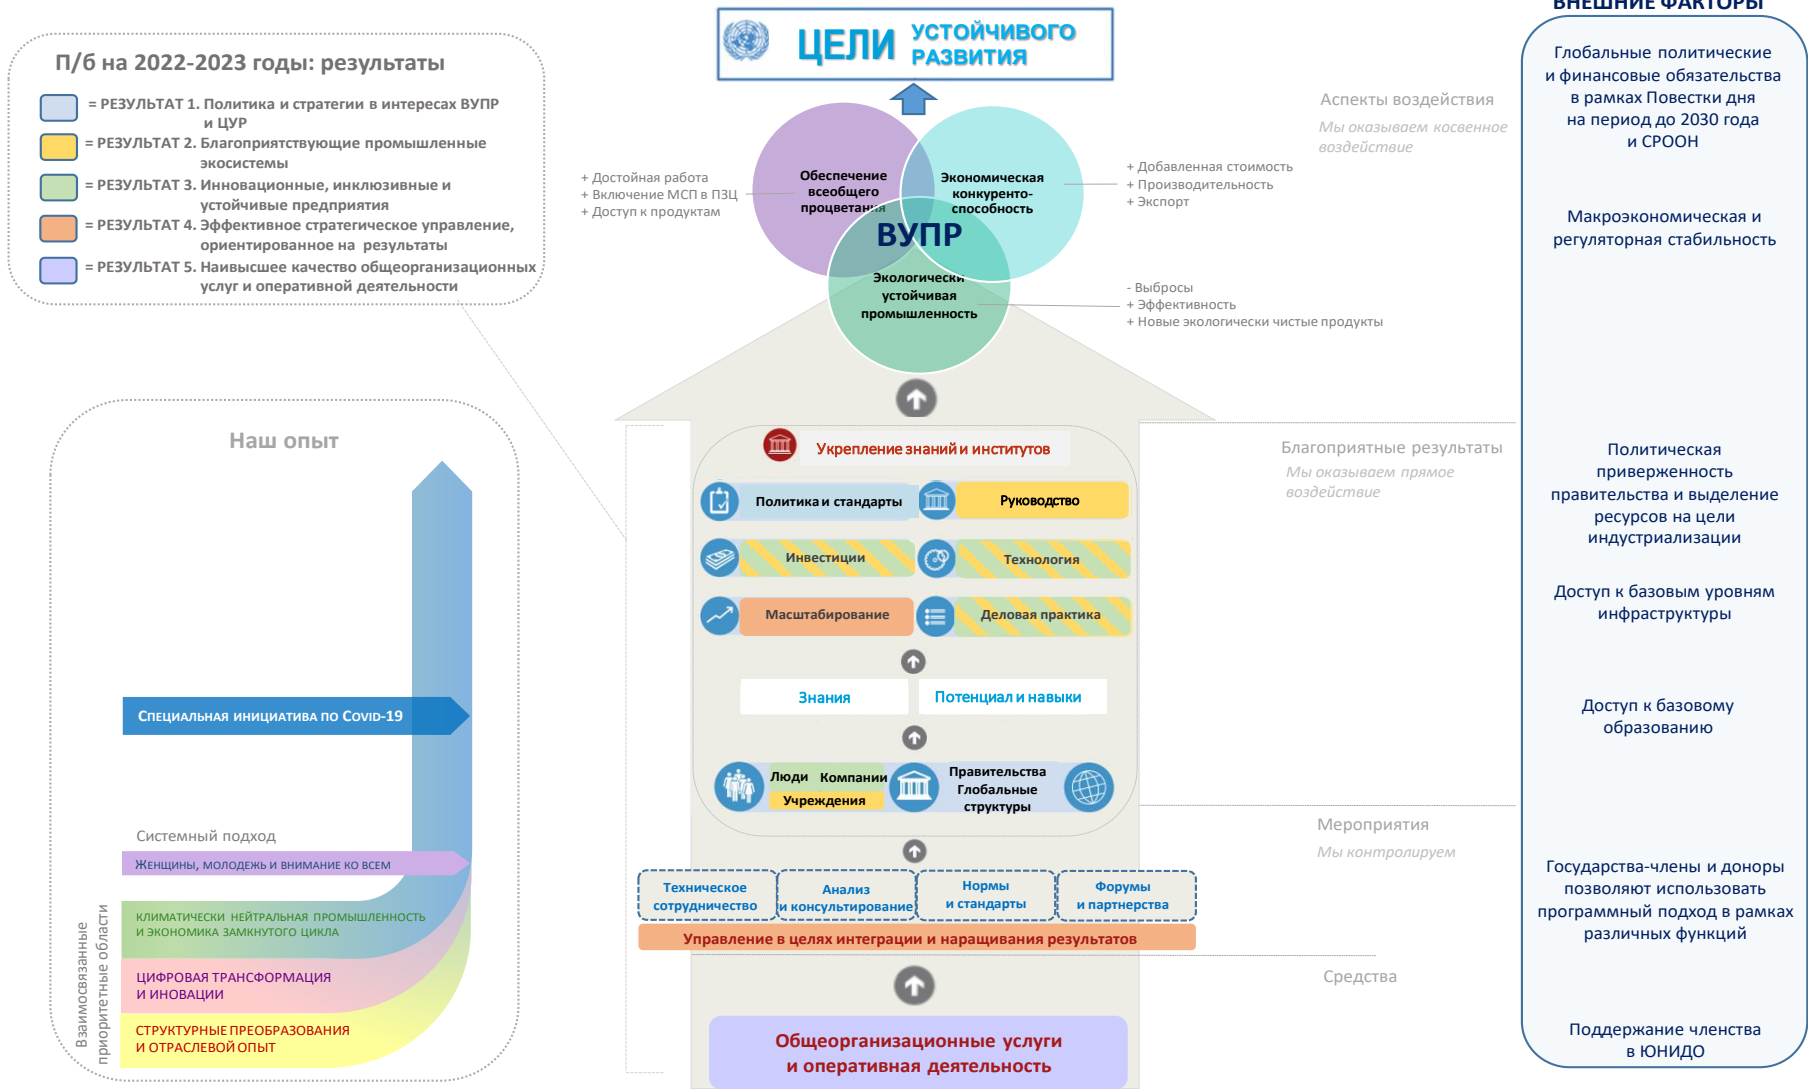 ВНЕШНИЕ ФАКТОРЫ
ЦЕЛИ УСТОЙЧИВОГО
РАЗВИТИЯ
П/б на 2022-2023 годы: результаты
= РЕЗУЛЬТАТ 1. Политика и стратегии в интересах ВУПР
и ЦУР
= РЕЗУЛЬТАТ 2. Благоприятствующие промышленные
экосистемы
= РЕЗУЛЬТАТ 3. Инновационные, инклюзивные и
устойчивые предприятия
= РЕЗУЛЬТАТ 4. Эффективное стратегическое управление,
ориентированное на результаты
= РЕЗУЛЬТАТ 5. Наивысшее качество общеорганизационных
услуг и оперативной деятельности
+ Достойная работа
+ Включение МСП в ПЗЦ
+ Доступ к продуктам
Обеспечение
всеобщего
процветания
Экономическая
конкуренто-
способность
ВУПР
Экологически
устойчивая
промышленность
+ Добавленная стоимость
+ Производительность
+ Экспорт
- Выбросы
+ Эффективность
+ Новые экологически чистые продукты
Аспекты воздействия
Мы оказываем косвенное
воздействие
Благоприятные результаты
Мы оказываем прямое
воздействие
Мероприятия
Мы контролируем
Средства
Укрепление знаний и институтов
Политика и стандарты
Руководство
Инвестиции
Технология
Масштабирование
Деловая практика
Знания
Потенциал и навыки
Люди Компании
Учреждения
Правительства
Глобальные
структуры
Техническое
сотрудничество
Анализ
и консультирование
Нормы
и стандарты
Форумы
и партнерства
Управление в целях интеграции и наращивания результатов
Общеорганизационные услуги
и оперативная деятельность
Наш опыт
СПЕЦИАЛЬНАЯ ИНИЦИАТИВА ПО COVID-19
Системный подход
ЖЕНЩИНЫ, МОЛОДЕЖЬ И ВНИМАНИЕ КО ВСЕМ
Взаимосвязанные
приоритетные области
КЛИМАТИЧЕСКИ НЕЙТРАЛЬНАЯ ПРОМЫШЛЕННОСТЬ
И ЭКОНОМИКА ЗАМКНУТОГО ЦИКЛА
ЦИФРОВАЯ ТРАНСФОРМАЦИЯ
И ИНОВАЦИИ
СТРУКТУРНЫЕ ПРЕОБРАЗОВАНИЯ
И ОТРАСЛЕВОЙ ОПЫТ
Глобальные политические
и финансовые обязательства
в рамках Повестки дня
на период до 2030 года
и СРООН
Макроэкономическая и
регуляторная стабильность
Политическая
приверженность
правительства и выделение
ресурсов на цели
индустриализации
Доступ к базовым уровням
инфраструктуры
Доступ к базовому
образованию
Государства-члены и доноры
позволяют использовать
программный подход в рамках
различных функций
Поддержание членства
в ЮНИДО